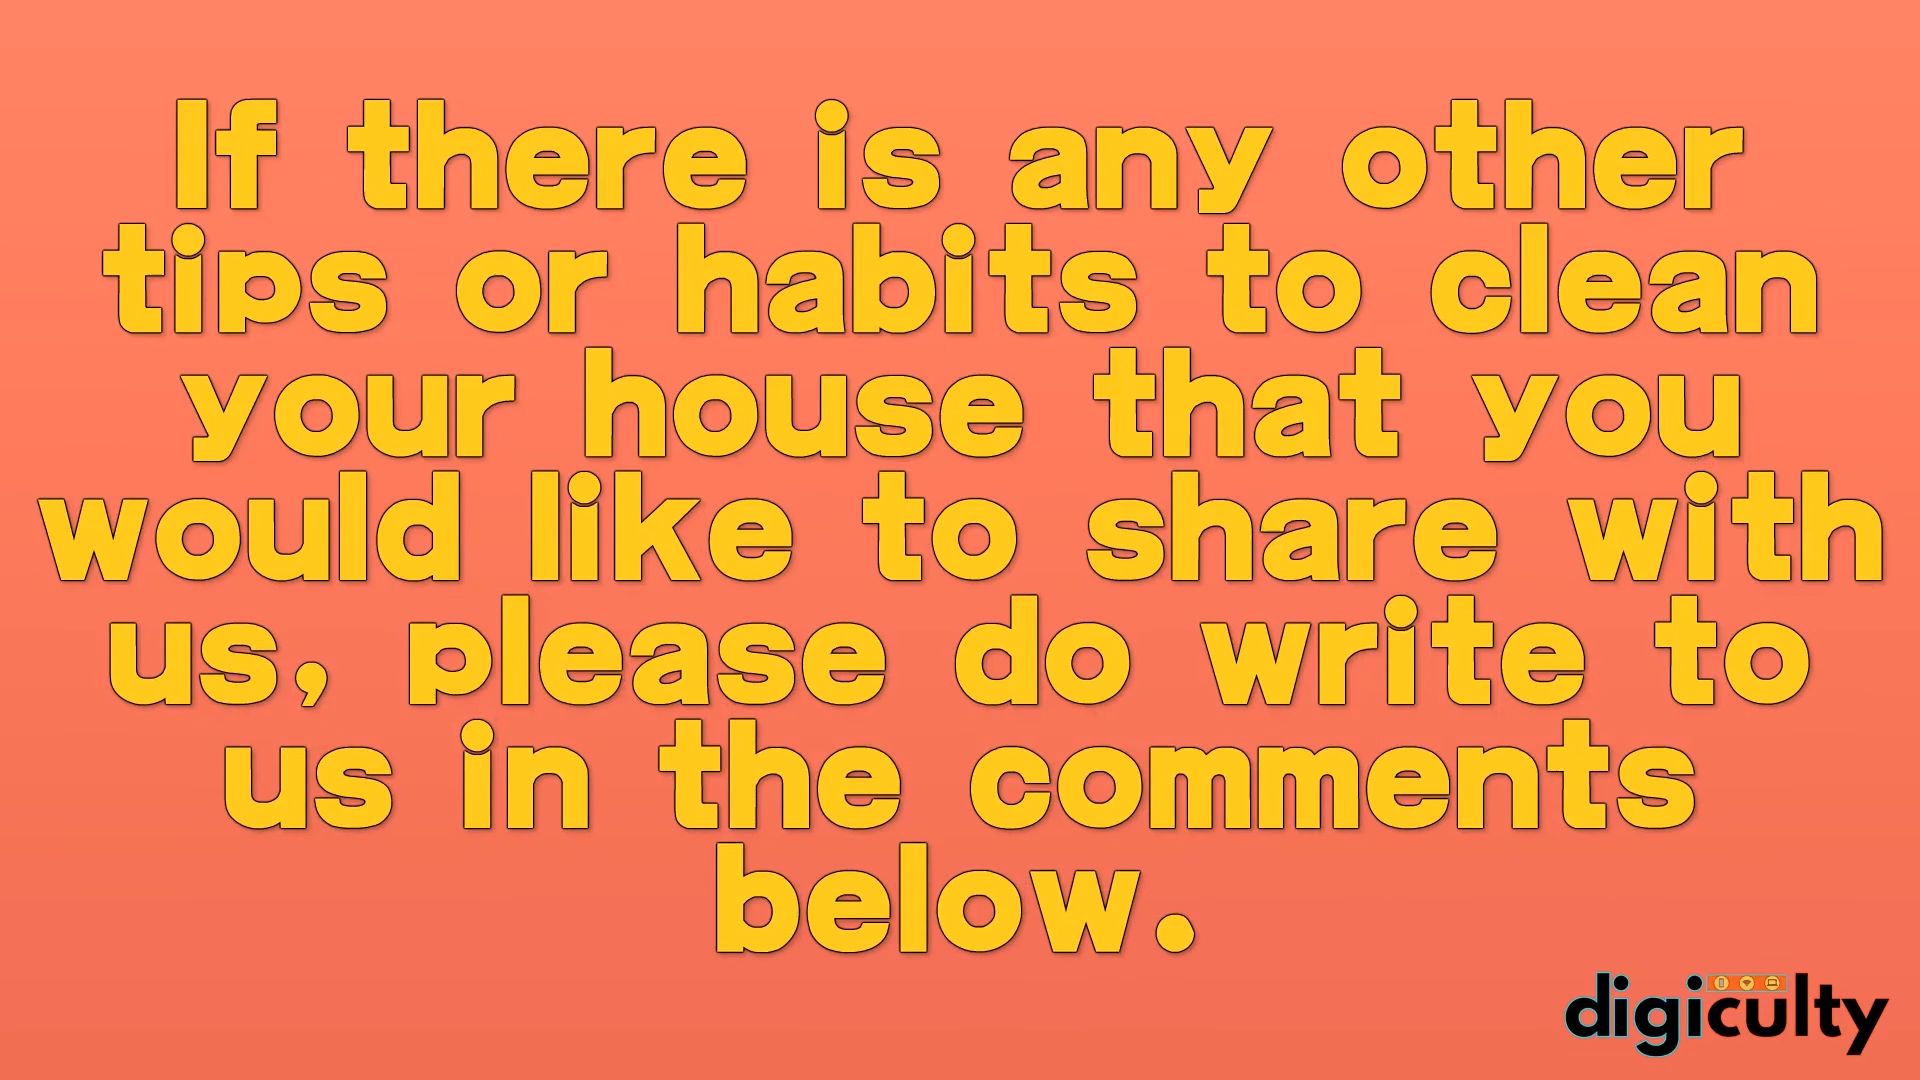 If there is any other
tips or habits to clean
your house that you
would like to share with
us, please do write to
us in the comments
below.
digiculty